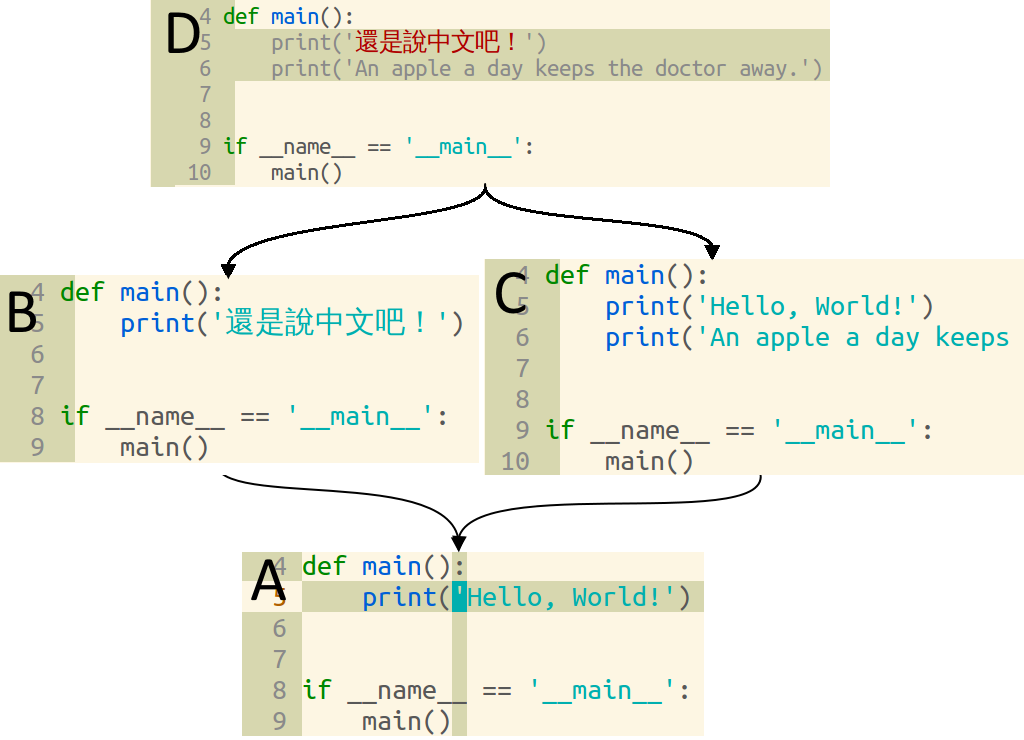 D
4 def main():
5 print('還是說中文吧！')
6 print('An apple a day keeps the doctor away.')
7
8
9 if __name__ == '__main__':
10 main()
B
4 def main():
5 print('還是說中文吧！')
6
7
8 if __name__ == '__main__':
9 main()
C
4 def main():
5 print('Hello, World!')
6 print('An apple a day keeps
7
8
9 if __name__ == '__main__':
10 main()
A
4 def main():
5 print('Hello, World!')
6
7
8 if __name__ == '__main__':
9 main()